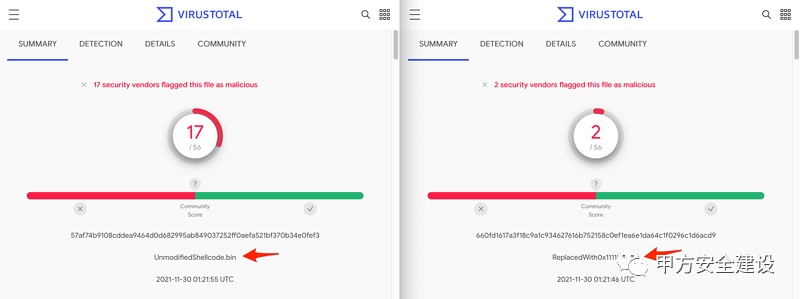 VIRUSTOTAL
SUMMARY DETECTION DETAILS COMMUNITY
× 17 security vendors flagged this file as malicious
17
/ 56
?
Community
Score
57af74b9108cddea9464d0d682995ab849037252ff0aefa521bf370b34e0fef3
UnmodifiedShellcode.bin
2021-11-30 01:21:55 UTC
VIRUSTOTAL
SUMMARY DETECTION DETAILS COMMUNITY
× 2 security vendors flagged this file as malicious
2
/ 56
?
Community
Score
660fd1617a3f18c9a1c934627616b752158c0ef1ea6e1da64c1f0296c1d6acd9
ReplacedWith0x1111
2021-11-30 01:21:46 UTC
甲方安全建设